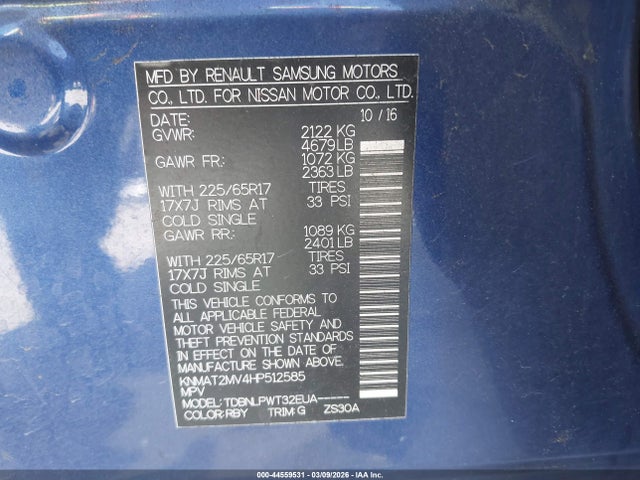 MFD BY RENAULT SAMSUNG MOTORS
CO., LTD. FOR NISSAN MOTOR CO., LTD.
DATE: 10 / 16
GVWR: 2122 KG
4679 LB
GAWR FR: 1072 KG
2363 LB
WITH 225/65R17 TIRES
17X7J RIMS AT 33 PSI
COLD SINGLE
GAWR RR: 1089 KG
2401 LB
WITH 225/65R17 TIRES
17X7J RIMS AT 33 PSI
COLD SINGLE
THIS VEHICLE CONFORMS TO
ALL APPLICABLE FEDERAL
MOTOR VEHICLE SAFETY AND
THEFT PREVENTION STANDARDS
IN EFFECT ON THE DATE OF
MANUFACTURE SHOWN ABOVE.
KNMAT2MV4HP512585
MPV
MODEL: TDBNLPWT32EUA-----
COLOR: RBY TRIM: G ZS30A
000-44559531 - 03/09/2026 - IAAI, Inc.